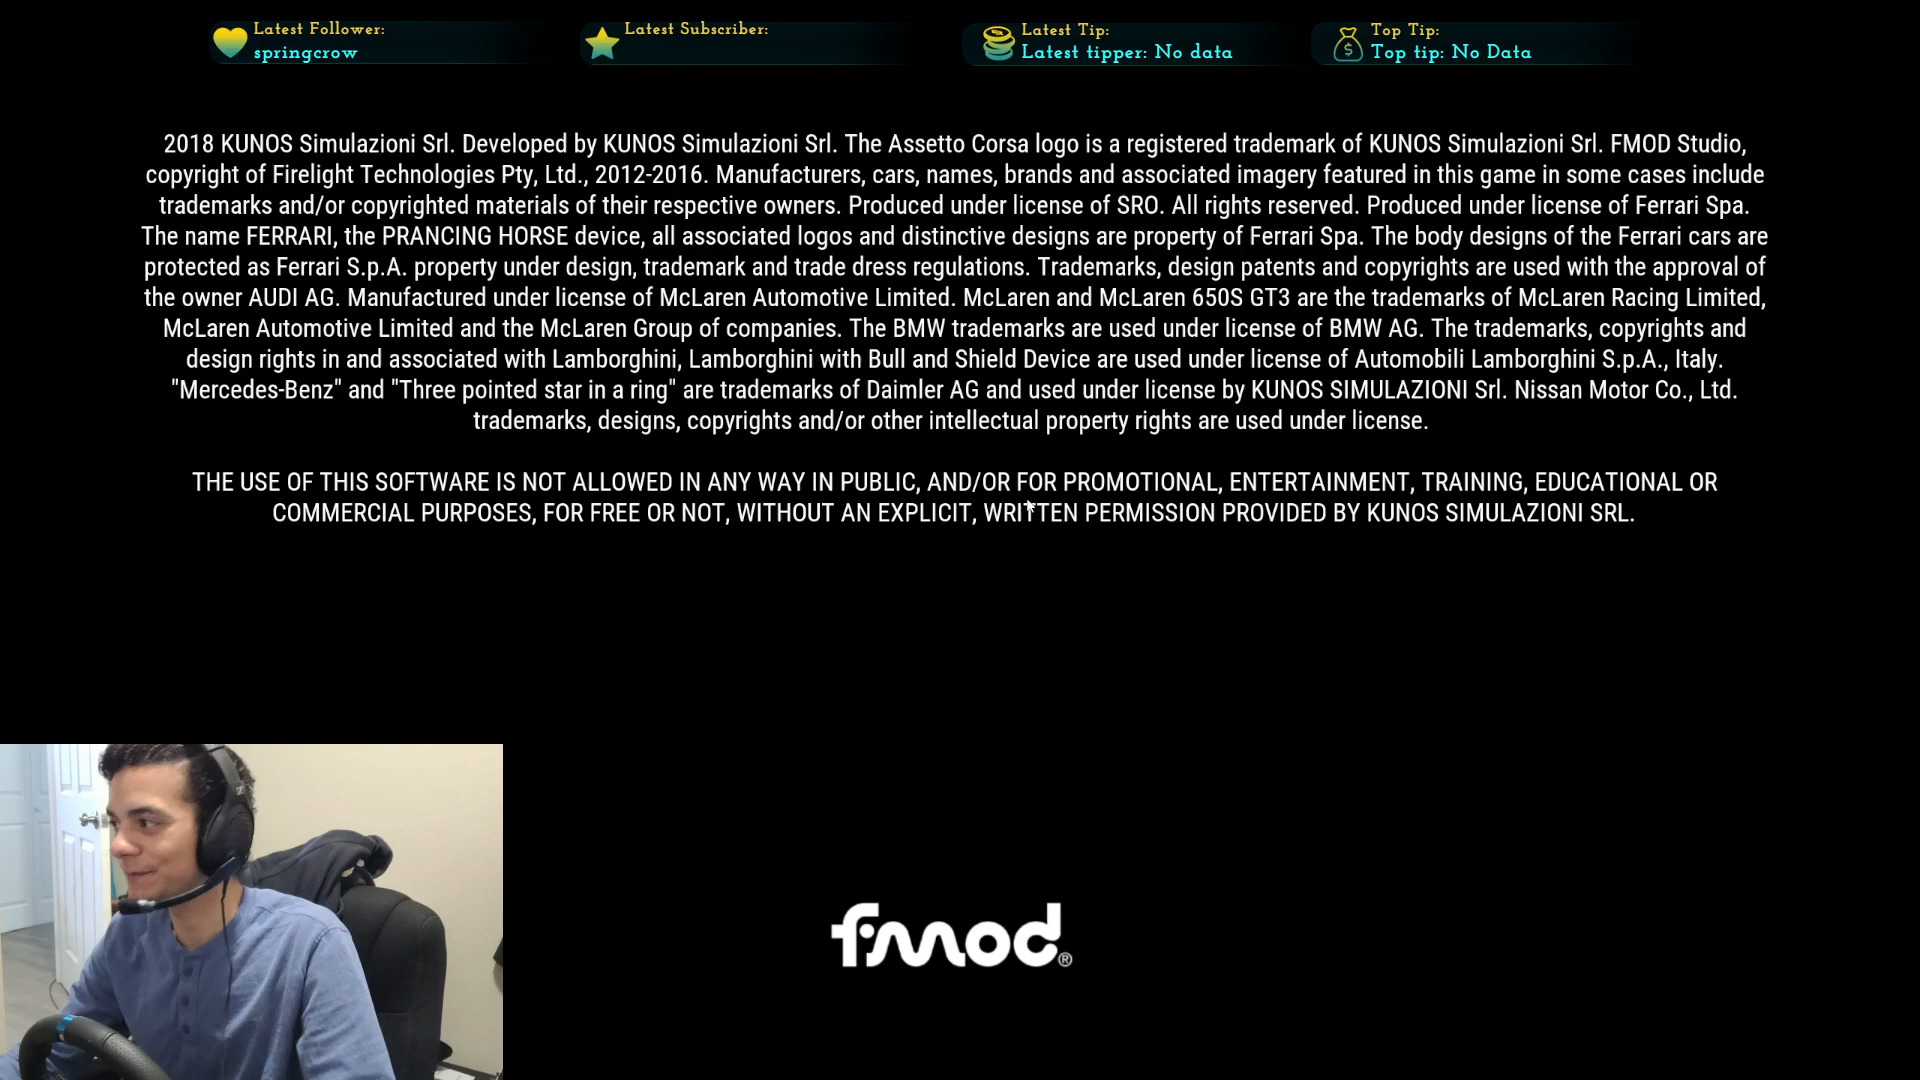 Latest Follower:
springcrow
Latest Subscriber:
Latest Tip:
Latest tipper: No data
Top Tip:
Top tip: No Data
2018 KUNOS Simulazioni Srl. Developed by KUNOS Simulazioni Srl. The Assetto Corsa logo is a registered trademark of KUNOS Simulazioni Srl. FMOD Studio,
copyright of Firelight Technologies Pty, Ltd., 2012-2016. Manufacturers, cars, names, brands and associated imagery featured in this game in some cases include
trademarks and/or copyrighted materials of their respective owners. Produced under license of SRO. All rights reserved. Produced under license of Ferrari Spa.
The name FERRARI, the PRANCING HORSE device, all associated logos and distinctive designs are property of Ferrari Spa. The body designs of the Ferrari cars are
protected as Ferrari S.p.A. property under design, trademark and trade dress regulations. Trademarks, design patents and copyrights are used with the approval of
the owner AUDI AG. Manufactured under license of McLaren Automotive Limited. McLaren and McLaren 650S GT3 are the trademarks of McLaren Racing Limited,
McLaren Automotive Limited and the McLaren Group of companies. The BMW trademarks are used under license of BMW AG. The trademarks, copyrights and
design rights in and associated with Lamborghini, Lamborghini with Bull and Shield Device are used under license of Automobili Lamborghini S.p.A., Italy.
"Mercedes-Benz" and "Three pointed star in a ring" are trademarks of Daimler AG and used under license by KUNOS SIMULAZIONI Srl. Nissan Motor Co., Ltd.
trademarks, designs, copyrights and/or other intellectual property rights are used under license.
THE USE OF THIS SOFTWARE IS NOT ALLOWED IN ANY WAY IN PUBLIC, AND/OR FOR PROMOTIONAL, ENTERTAINMENT, TRAINING, EDUCATIONAL OR
COMMERCIAL PURPOSES, FOR FREE OR NOT, WITHOUT AN EXPLICIT, WRITTEN PERMISSION PROVIDED BY KUNOS SIMULAZIONI SRL.
fmod®